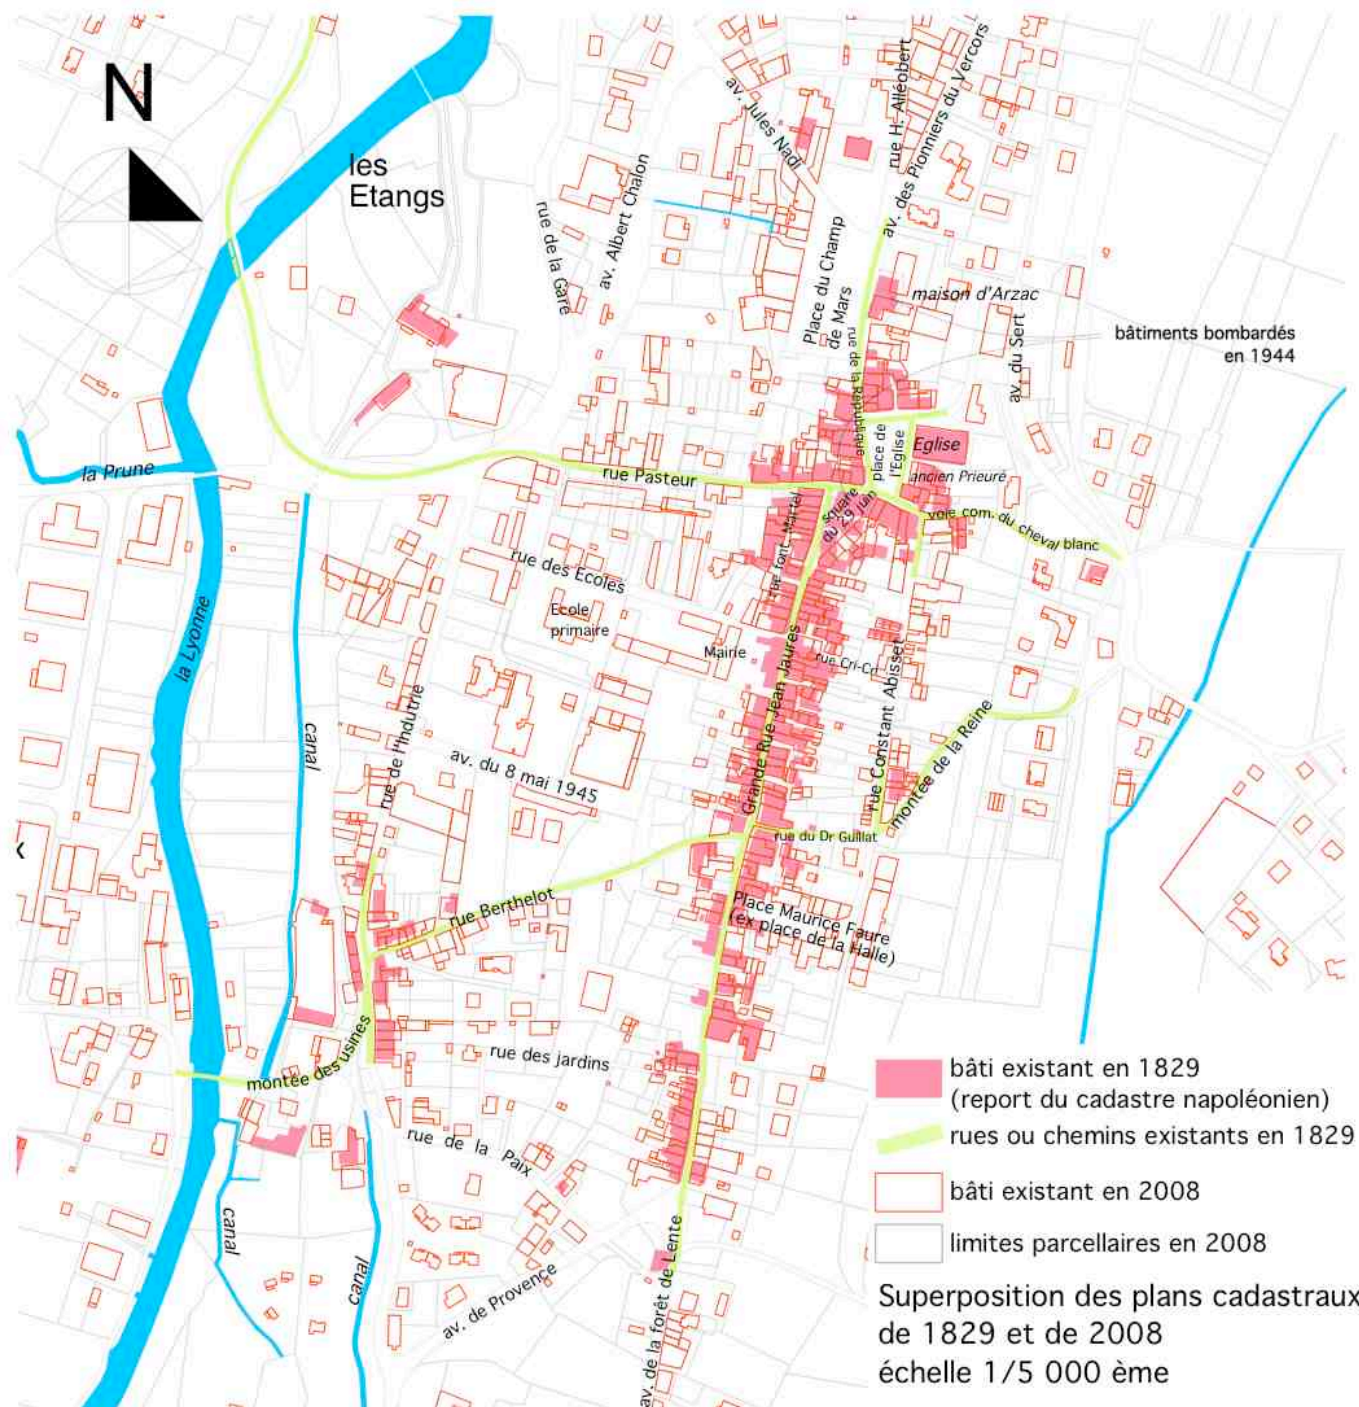 N
les
Etangs
av. Jules Nadi
rue H. Alléobert
av. des Pionniers du Vercors
rue de la Gare
av. Albert Chalon
Place du Champ
de Mars
maison d'Arzac
bâtiments bombardés
en 1944
rue de la République
av. du Sert
place de
l'Eglise
Eglise
ancien Prieuré
la Prune
rue Pasteur
square
du 23 juin
voie com. du cheval blanc
rue font Martel
rue des Ecoles
Ecole
primaire
Mairie
la Lyonne
rue Cri-Cri
Grande Rue Jean Jaures
rue Constant Abisset
montée de la Reine
canal
rue de l'Indutrie
av. du 8 mai 1945
rue du Dr Guillat
x
rue Berthelot
Place Maurice Faure
(ex place de la Halle)
montée des usines
rue des jardins
rue de la Paix
canal
canal
av. de Provence
av. de la forêt de Lente
bâti existant en 1829
(report du cadastre napoléonien)
rues ou chemins existants en 1829
bâti existant en 2008
limites parcellaires en 2008
Superposition des plans cadastraux
de 1829 et de 2008
échelle 1/5 000 ème